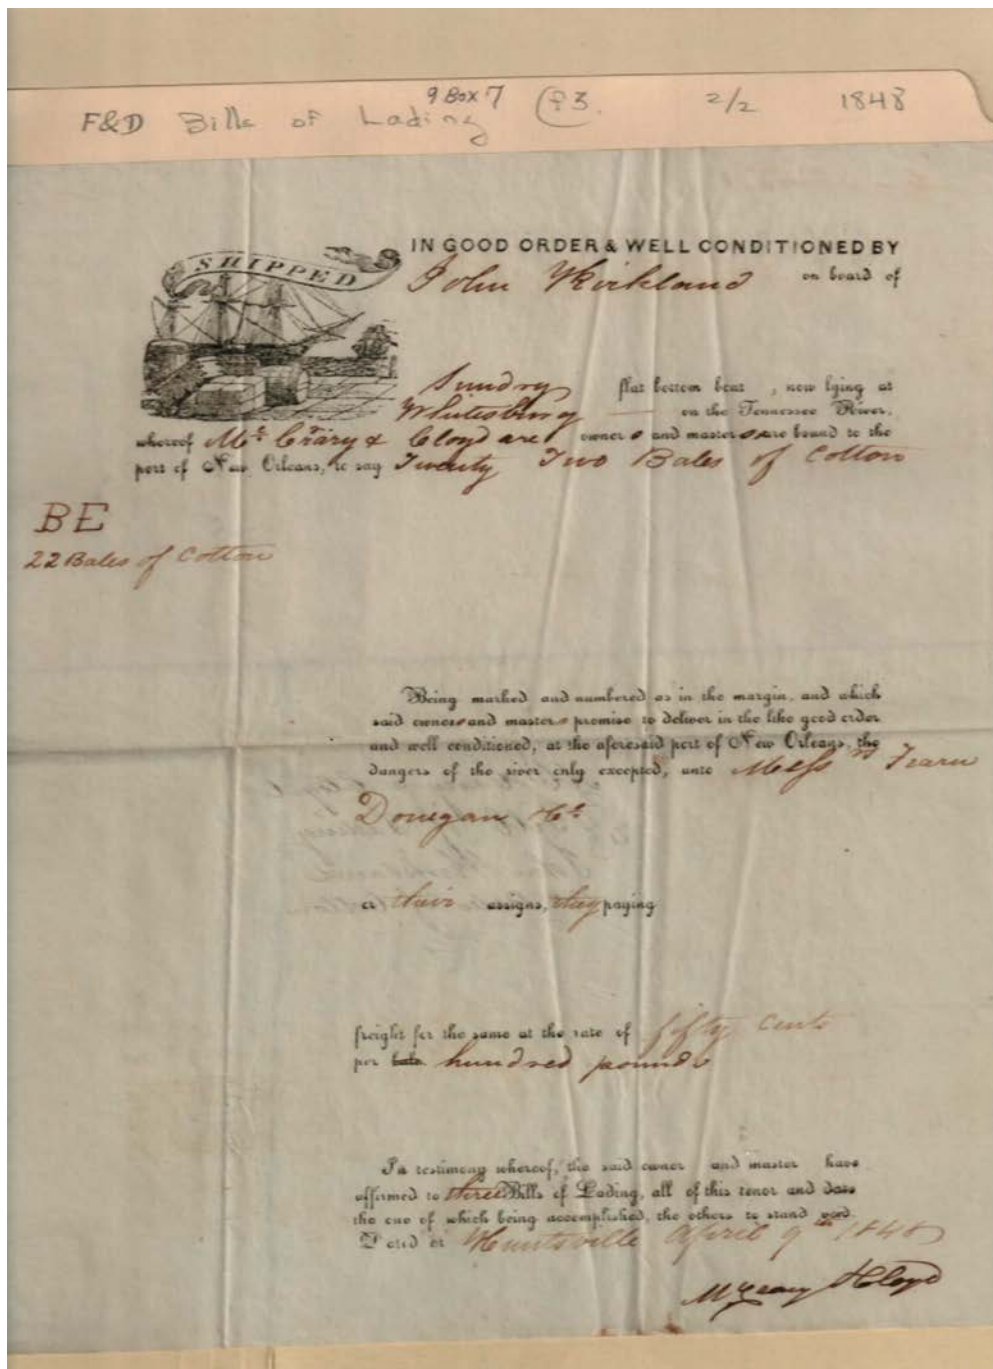 9 Box 7
F&D Bills of Lading f 3. 2/2 1848
SHIPPED
IN GOOD ORDER & WELL CONDITIONED BY
John Kirkland on board of
Sundry flat bottom boat, now lying at
Whitesburg on the Tennessee River,
whereof McCrary & Cloyd are owners and masters are bound to the
port of New Orleans, to say Twenty Two Bales of Cotton
BE
22 Bales of Cotton
Being marked and numbered as in the margin, and which
said owners and masters promise to deliver in the like good order
and well conditioned, at the aforesaid port of New Orleans, the
dangers of the river only excepted, unto Messrs Fearn
Donegan & Co
or their assigns, they paying
freight for the same at the rate of fifty cents
per bale hundred pounds
In testimony whereof, the said owner and master have
affirmed to three Bills of Lading, all of this tenor and date
the one of which being accomplished, the others to stand void.
Dated at Huntsville April 9th 1848
McCrary & Cloyd